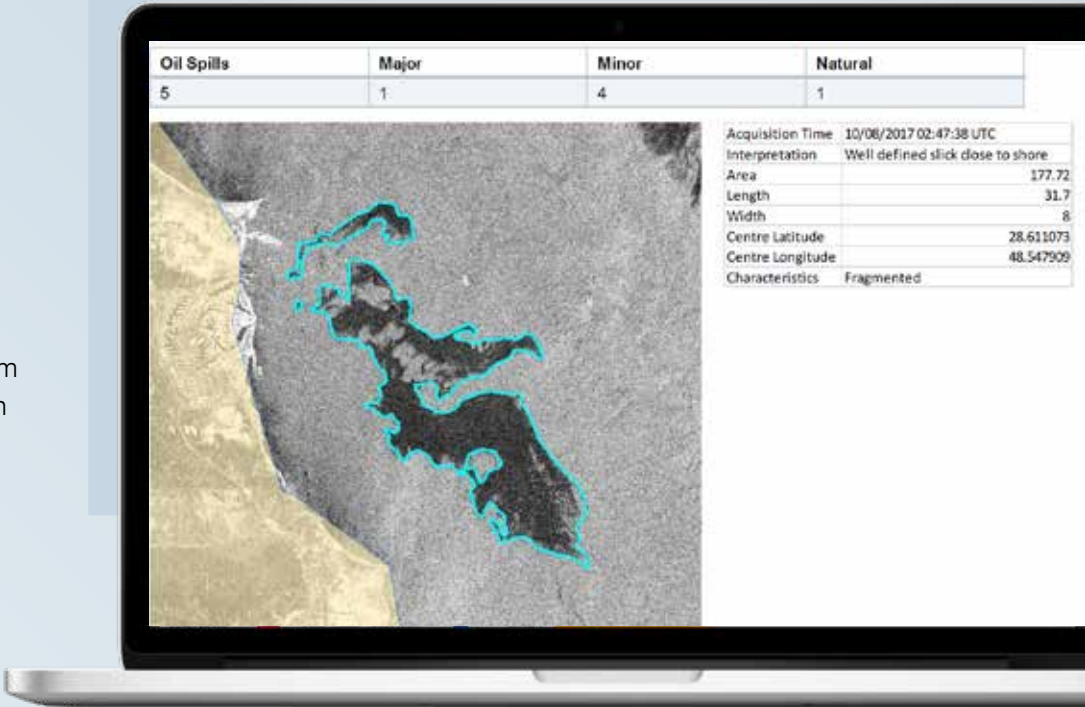 Oil Spills Major Minor Natural
5 1 4 1
Acquisition Time 10/08/2017 02:47:38 UTC
Interpretation Well defined slick close to shore
Area 177.72
Length 31.7
Width 8
Centre Latitude 28.611073
Centre Longitude 48.547909
Characteristics Fragmented